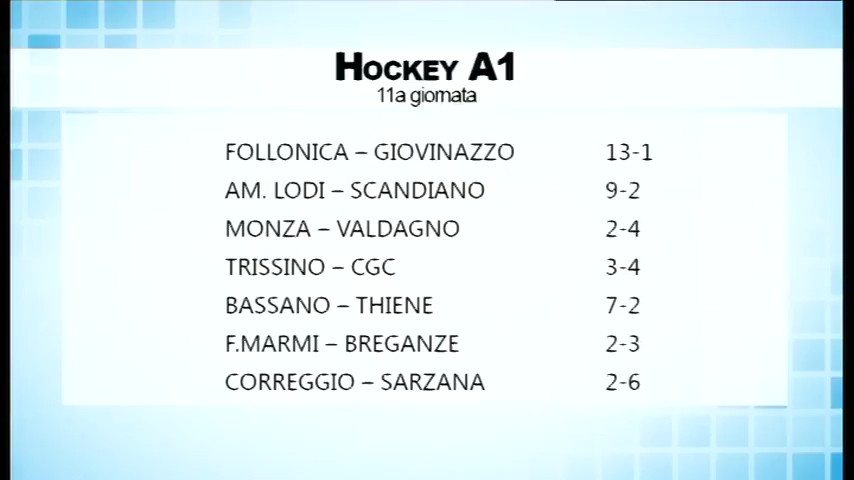 HOCKEY A1
11a giornata
FOLLONICA – GIOVINAZZO 13-1
AM. LODI – SCANDIANO 9-2
MONZA – VALDAGNO 2-4
TRISSINO – CGC 3-4
BASSANO – THIENE 7-2
F.MARMI – BREGANZE 2-3
CORREGGIO – SARZANA 2-6